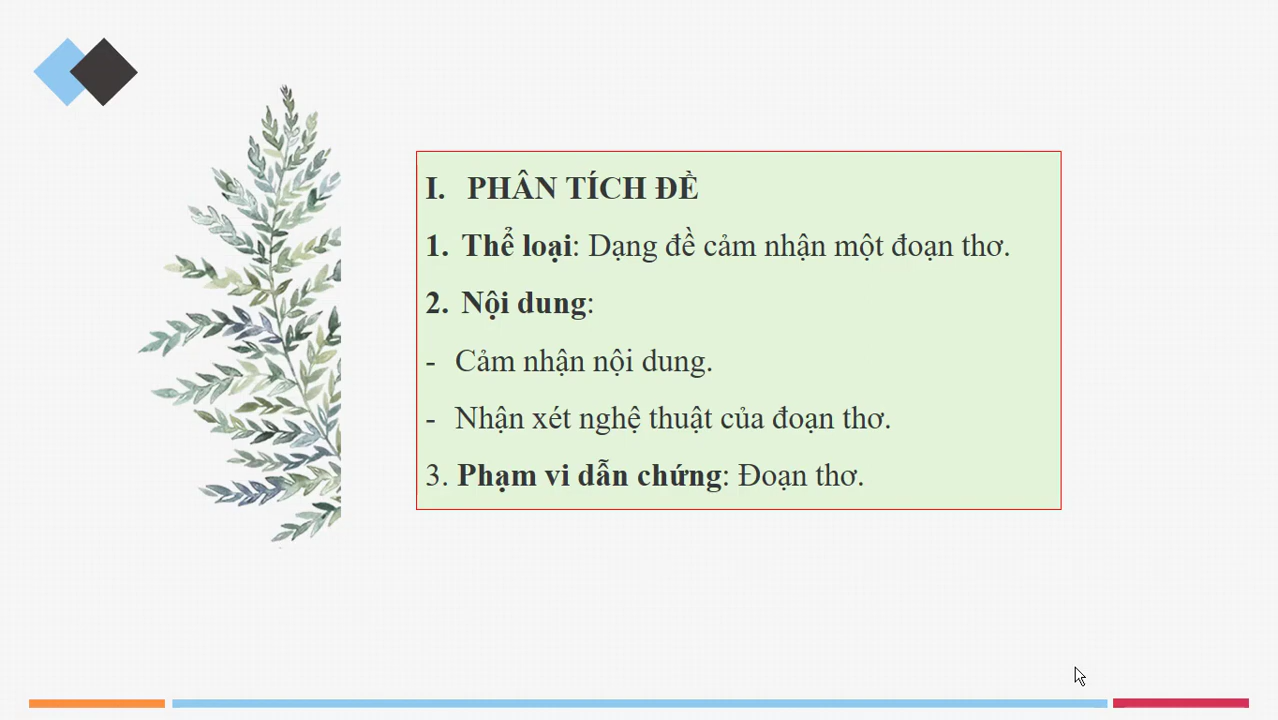 I. PHÂN TÍCH ĐỀ
1. Thể loại: Dạng đề cảm nhận một đoạn thơ.
2. Nội dung:
- Cảm nhận nội dung.
- Nhận xét nghệ thuật của đoạn thơ.
3. Phạm vi dẫn chứng: Đoạn thơ.